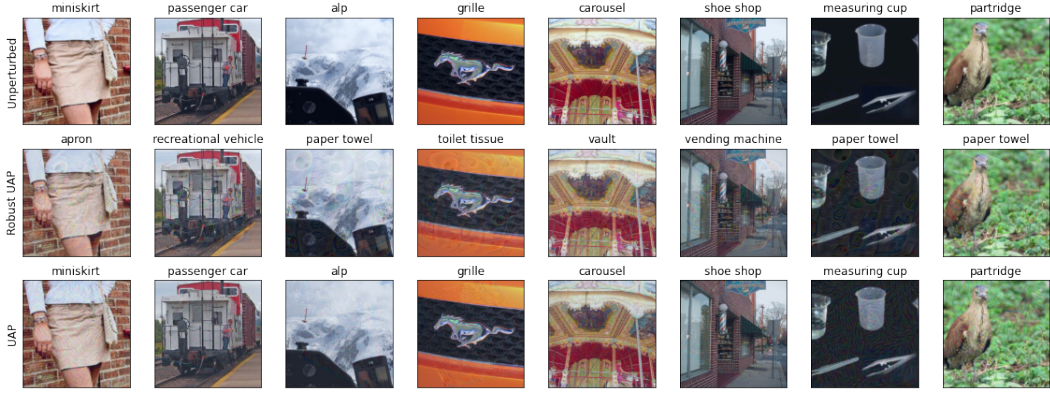 miniskirt passenger car alp grille carousel shoe shop measuring cup partridge
Unperturbed
apron recreational vehicle paper towel toilet tissue vault vending machine paper towel paper towel
Robust UAP
miniskirt passenger car alp grille carousel shoe shop measuring cup partridge
UAP